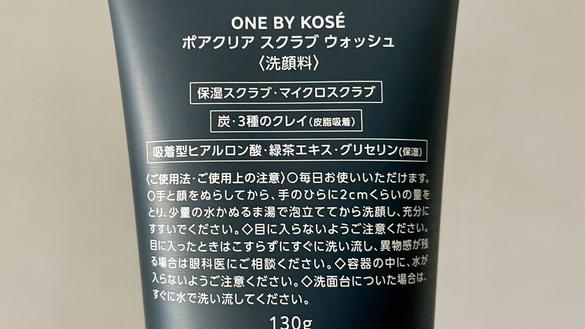 ONE BY KOSÉ
ポアクリア スクラブ ウォッシュ
〈洗顔料〉
保湿スクラブ・マイクロスクラブ
炭・3種のクレイ(皮脂吸着)
吸着型ヒアルロン酸・緑茶エキス・グリセリン(保湿)
〈ご使用法・ご使用上の注意〉〇毎日お使いいただけます。
〇手と顔をぬらしてから、手のひらに2cmくらいの量を
とり、少量の水かぬるま湯で泡立ててから洗顔し、充分に
すすいでください。◇目に入らないようご注意ください。
目に入ったときはこすらずにすぐに洗い流し、異物感が残
る場合は眼科医にご相談ください。◇容器の中に、水が
入らないようご注意ください。◇洗面台についた場合は、
すぐに水で洗い流してください。
130g